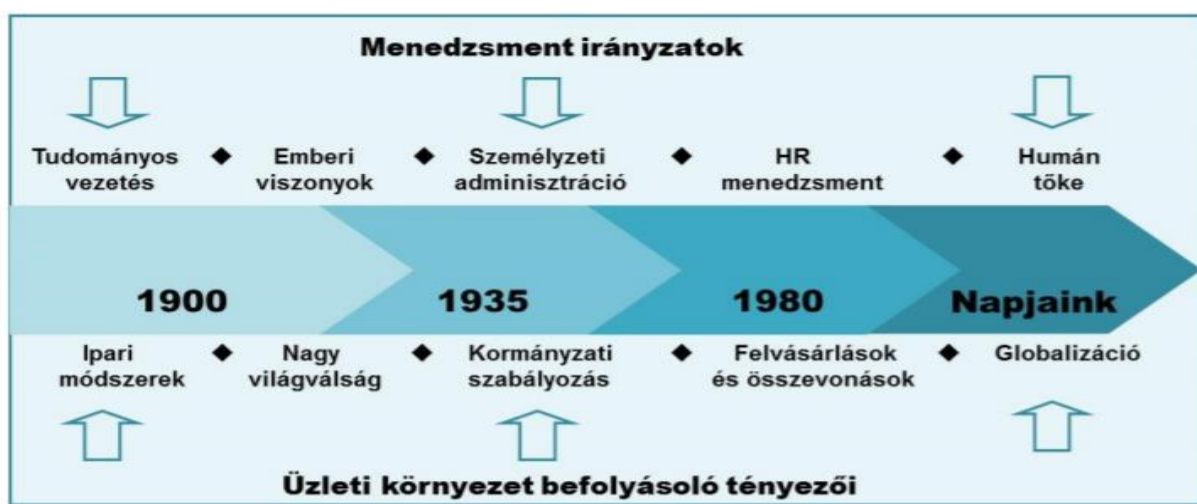 Menedzsment irányzatok
Tudományos ◆ Emberi ◆ Személyzeti ◆ HR ◆ Humán
vezetés viszonyok adminisztráció menedzsment tőke
1900 1935 1980 Napjaink
Ipari ◆ Nagy ◆ Kormányzati ◆ Felvásárlások ◆ Globalizáció
módszerek világválság szabályozás és összevonások
Üzleti környezet befolyásoló tényezői